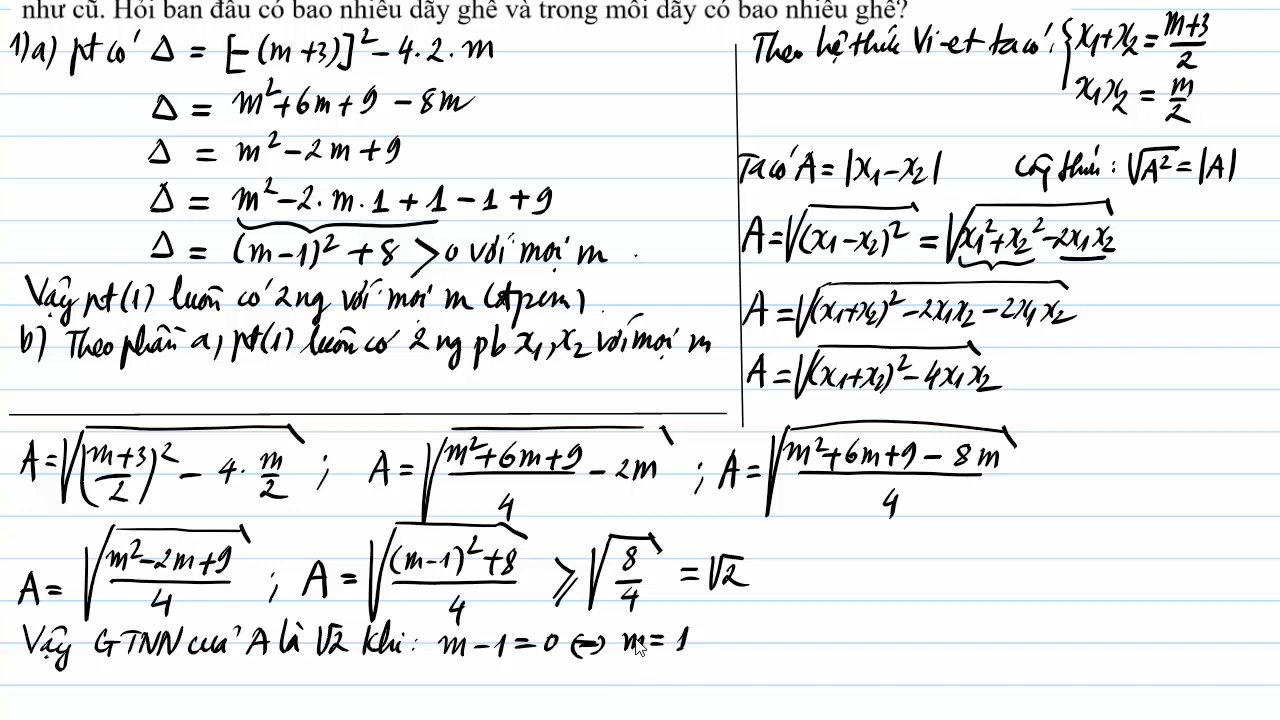 như cũ. Hỏi ban đầu có bao nhiêu dãy ghế và trong mỗi dãy có bao nhiêu ghế?
1) a) pt có Δ = [-(m+3)]² - 4.2.m
Δ = m² + 6m + 9 - 8m
Δ = m² - 2m + 9
Δ = m² - 2.m.1 + 1 - 1 + 9
Δ = (m-1)² + 8 > 0 với mọi m.
Vậy pt(1) luôn có 2 ng với mọi m (đpcm).
b) Theo phần a, pt(1) luôn có 2 ng pb x₁, x₂ với mọi m
Theo hệ thức Vi-et ta có: { x₁+x₂ = (m+3)/2
x₁x₂ = m/2
Ta có A = |x₁-x₂| Công thức: √A² = |A|
A = √(x₁-x₂)² = √x₁²+x₂²-2x₁x₂
A = √(x₁+x₂)² - 2x₁x₂ - 2x₁x₂
A = √(x₁+x₂)² - 4x₁x₂
A = √((m+3)/2)² - 4.m/2 ; A = √(m²+6m+9)/4 - 2m ; A = √(m²+6m+9-8m)/4
A = √(m²-2m+9)/4 ; A = √((m-1)²+8)/4 ⩾ √8/4 = √2
Vậy GTNN của A là √2 khi: m-1=0 ⇔ m=1